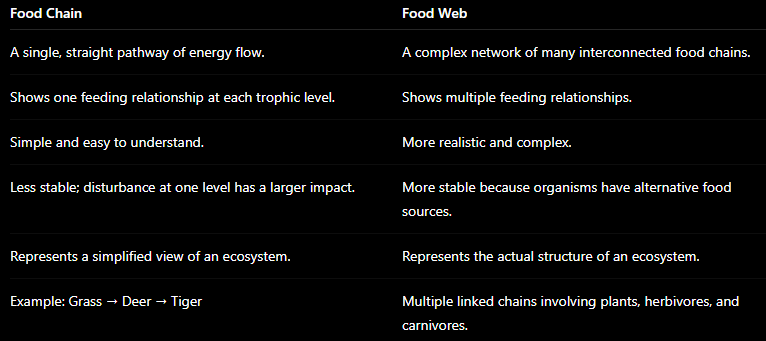 Food Chain
Food Web
A single, straight pathway of energy flow.
A complex network of many interconnected food chains.
Shows one feeding relationship at each trophic level.
Shows multiple feeding relationships.
Simple and easy to understand.
More realistic and complex.
Less stable; disturbance at one level has a larger impact.
More stable because organisms have alternative food
sources.
Represents a simplified view of an ecosystem.
Represents the actual structure of an ecosystem.
Example: Grass → Deer → Tiger
Multiple linked chains involving plants, herbivores, and
carnivores.